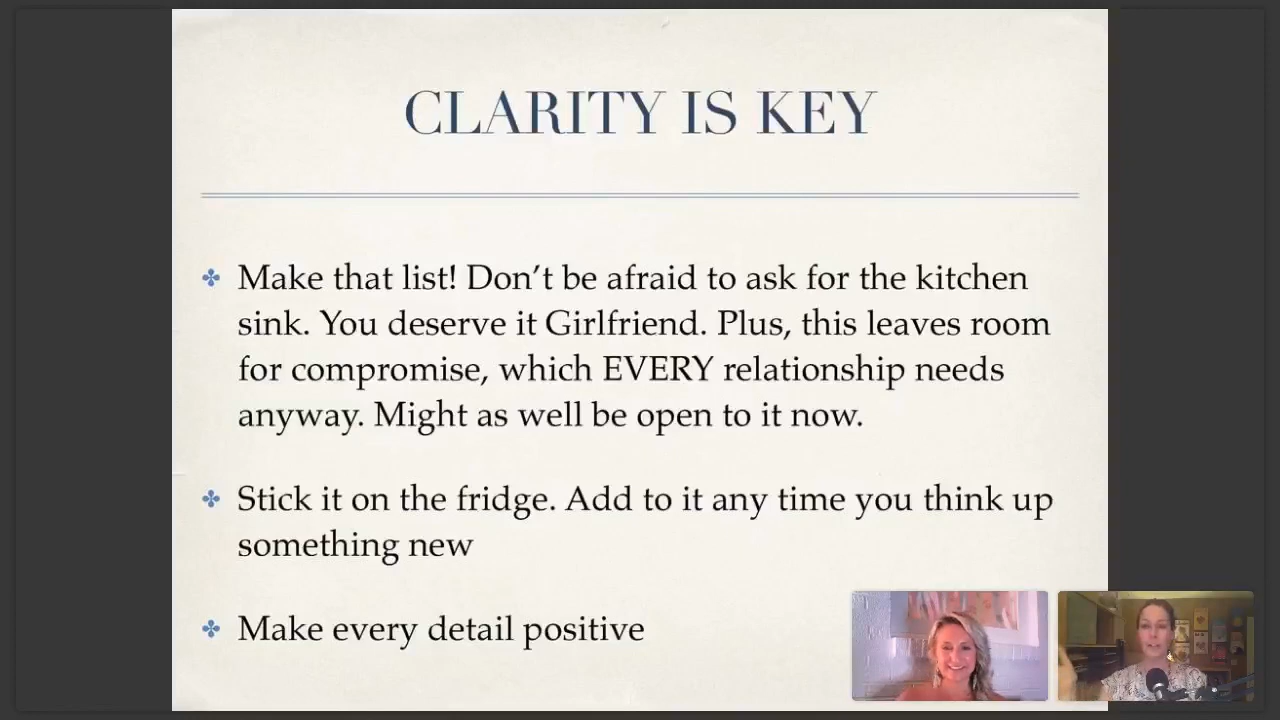 CLARITY IS KEY
Make that list! Don’t be afraid to ask for the kitchen
sink. You deserve it Girlfriend. Plus, this leaves room
for compromise, which EVERY relationship needs
anyway. Might as well be open to it now.
Stick it on the fridge. Add to it any time you think up
something new
Make every detail positive